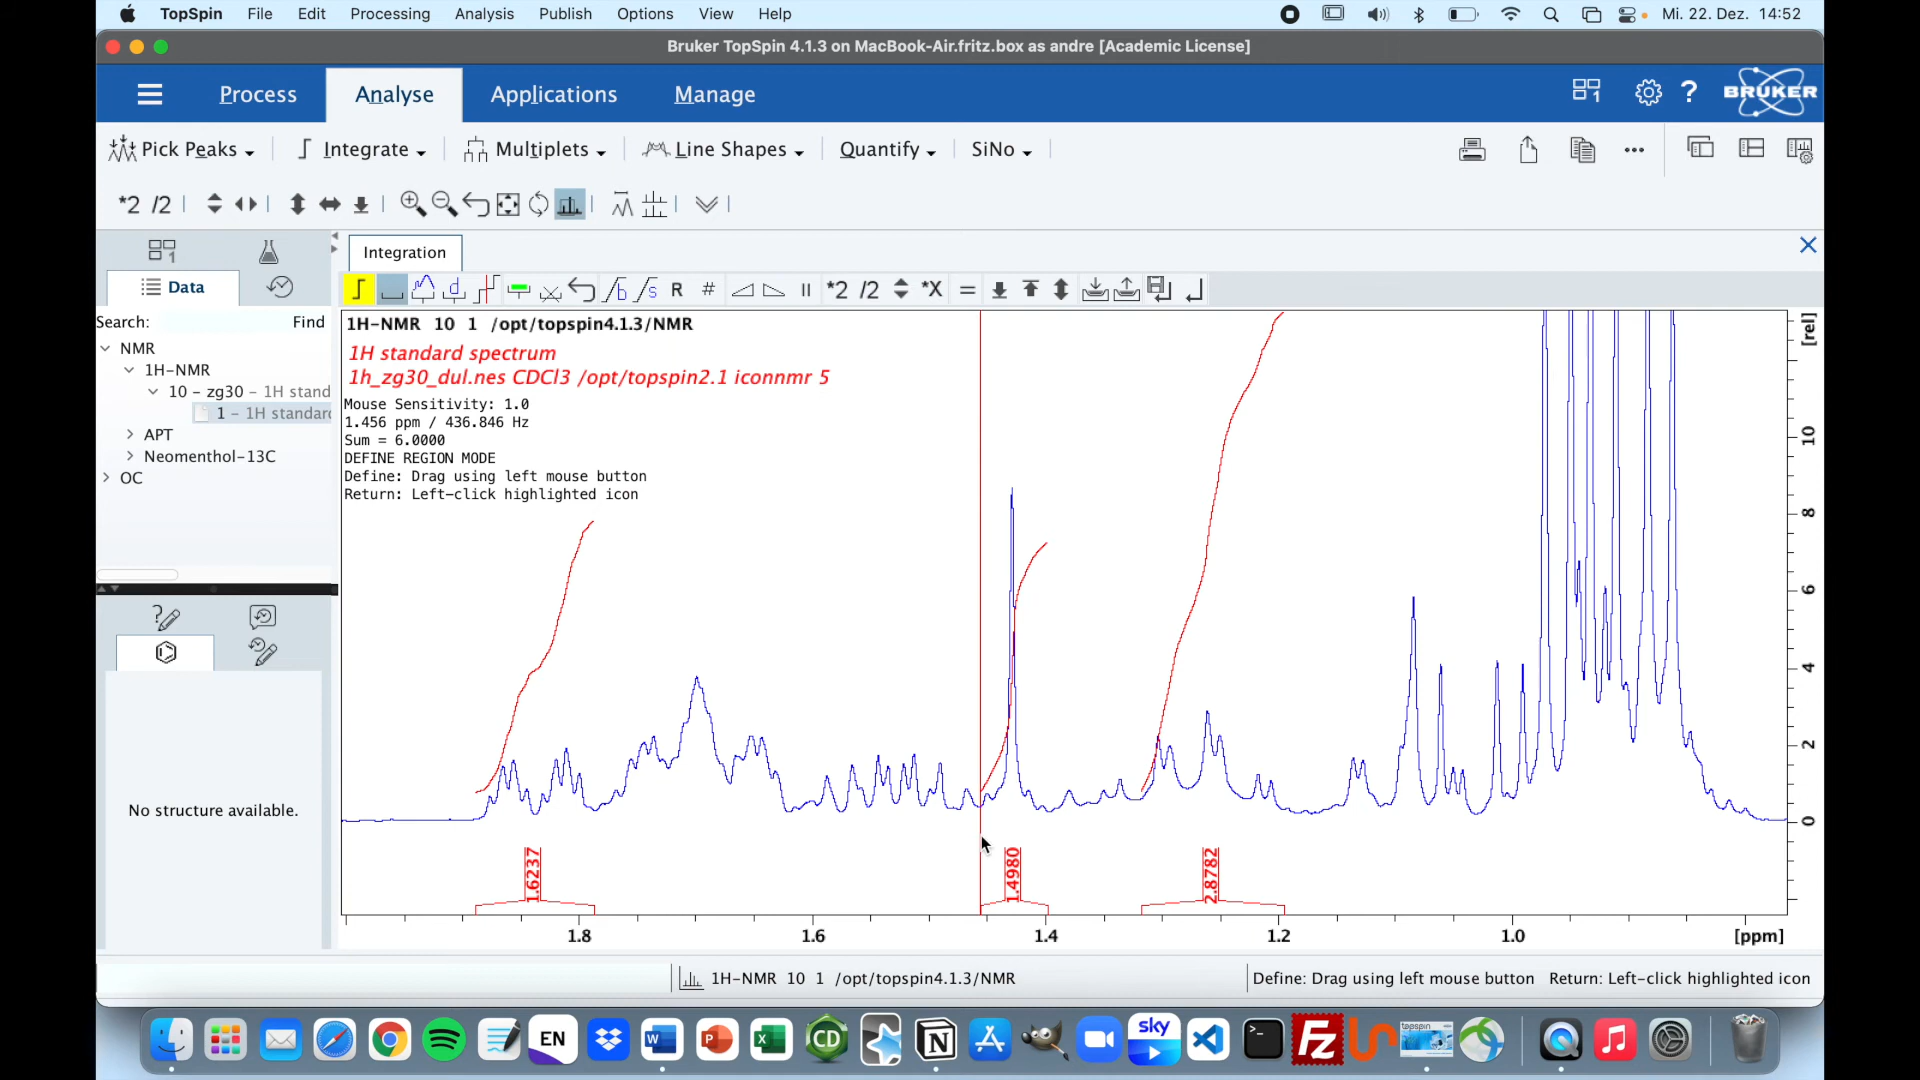 TopSpin File Edit Processing Analysis Publish Options View Help Mi. 22. Dez. 14:52
Bruker TopSpin 4.1.3 on MacBook-Air.fritz.box as andre [Academic License]
Process Analyse Applications Manage 1 ? BRUKER
Pick Peaks Integrate Multiplets Line Shapes Quantify SiNo
*2 /2
1 Integration
Data b s R # *2 /2 *X =
Search: Find
1H-NMR 10 1 /opt/topspin4.1.3/NMR
[rel]
NMR
1H-NMR
10 - zg30 - 1H stand
1 - 1H standar
APT
Neomenthol-13C
OC
1H standard spectrum
1h_zg30_dul.nes CDCl3 /opt/topspin2.1 iconnmr 5
Mouse Sensitivity: 1.0
1.456 ppm / 436.846 Hz
Sum = 6.0000
DEFINE REGION MODE
Define: Drag using left mouse button
Return: Left-click highlighted icon
10
8
6
4
2
0
No structure available.
1.6237 1.4980 2.8782
1.8 1.6 1.4 1.2 1.0 [ppm]
1H-NMR 10 1 /opt/topspin4.1.3/NMR Define: Drag using left mouse button Return: Left-click highlighted icon
EN W P X CD N sky Fz topspin